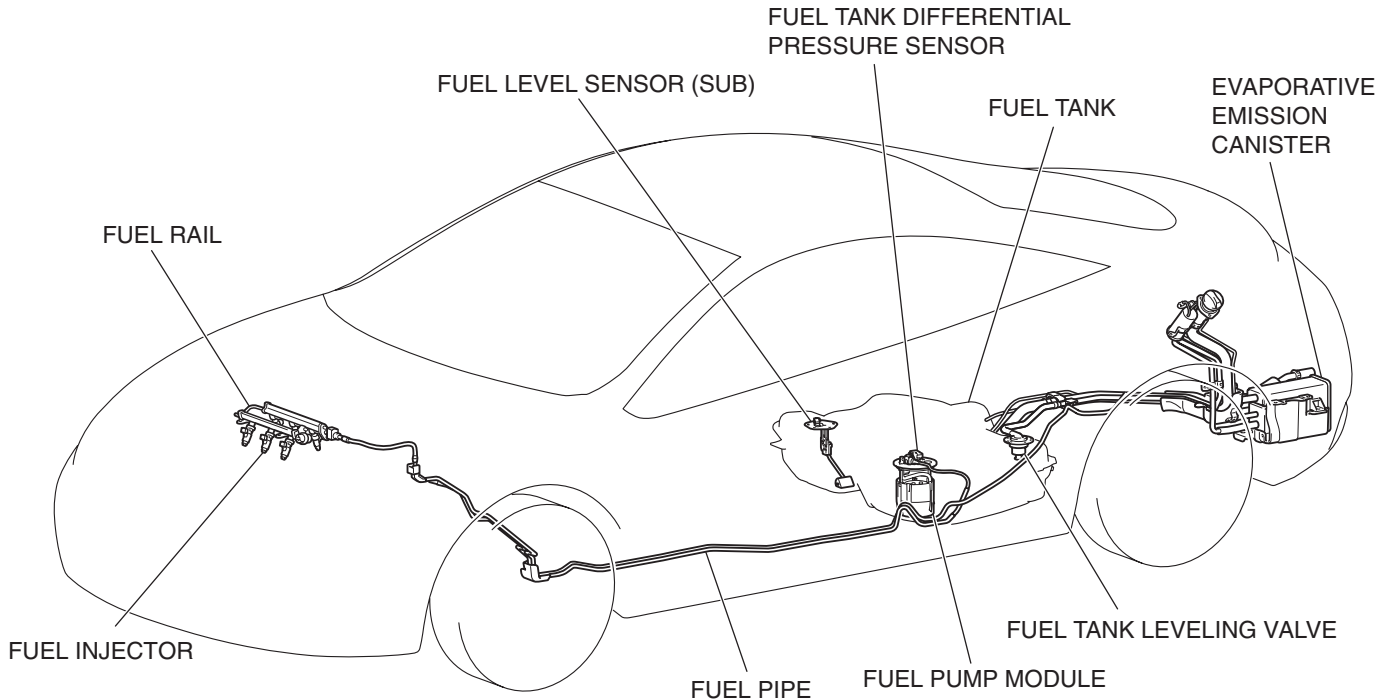 FUEL TANK DIFFERENTIAL
PRESSURE SENSOR
FUEL LEVEL SENSOR (SUB)
FUEL TANK
EVAPORATIVE
EMISSION
CANISTER
FUEL RAIL
FUEL INJECTOR
FUEL PIPE
FUEL PUMP MODULE
FUEL TANK LEVELING VALVE